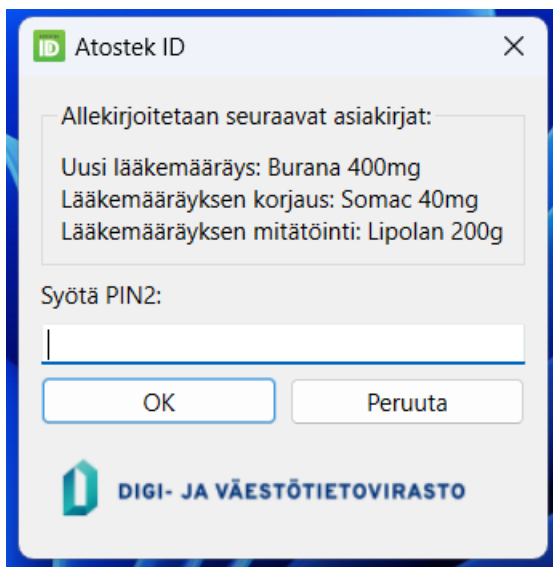 Atostek ID
Allekirjoitetaan seuraavat asiakirjat:
Uusi lääkemääräys: Burana 400mg
Lääkemääräyksen korjaus: Somac 40mg
Lääkemääräyksen mitätöinti: Lipolan 200g
Syötä PIN2:
OK Peruuta
DIGI- JA VÄESTÖTIETOVIRASTO